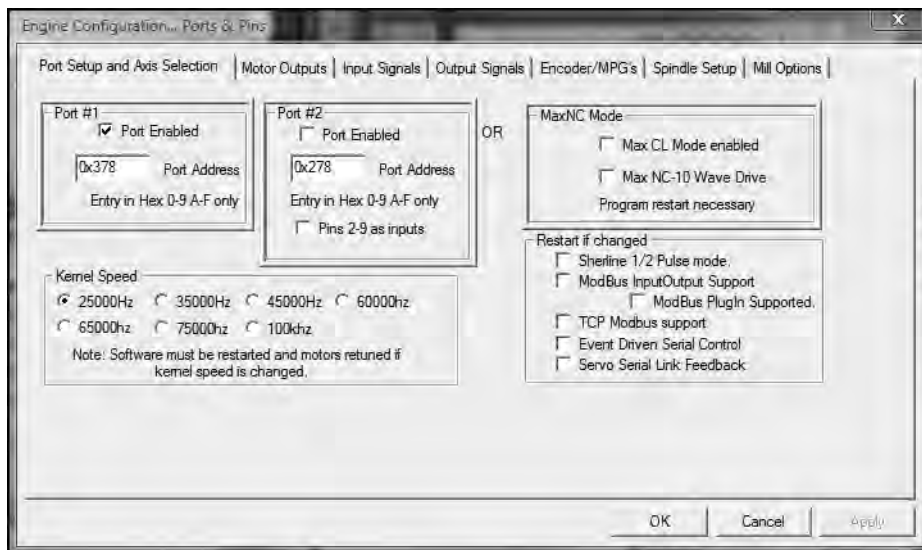 Engine Configuration... Ports & Pins
X
Port Setup and Axis Selection
Motor Outputs
Input Signals
Output Signals
Encoder/MPG's
Spindle Setup
Mill Options
Port #1
Port Enabled
0x378 Port Address
Entry in Hex 0-9 A-F only
Port #2
Port Enabled
0x278 Port Address
Entry in Hex 0-9 A-F only
Pins 2-9 as inputs
OR
MaxNC Mode
Max CL Mode enabled
Max NC-10 Wave Drive
Program restart necessary
Kernel Speed
25000Hz 35000Hz 45000Hz 60000hz
65000hz 75000hz 100khz
Note: Software must be restarted and motors retuned if
kernel speed is changed.
Restart if changed
Sherline 1/2 Pulse mode.
ModBus InputOutput Support
ModBus PlugIn Supported.
TCP Modbus support
Event Driven Serial Control
Servo Serial Link Feedback
OK
Cancel
Apply